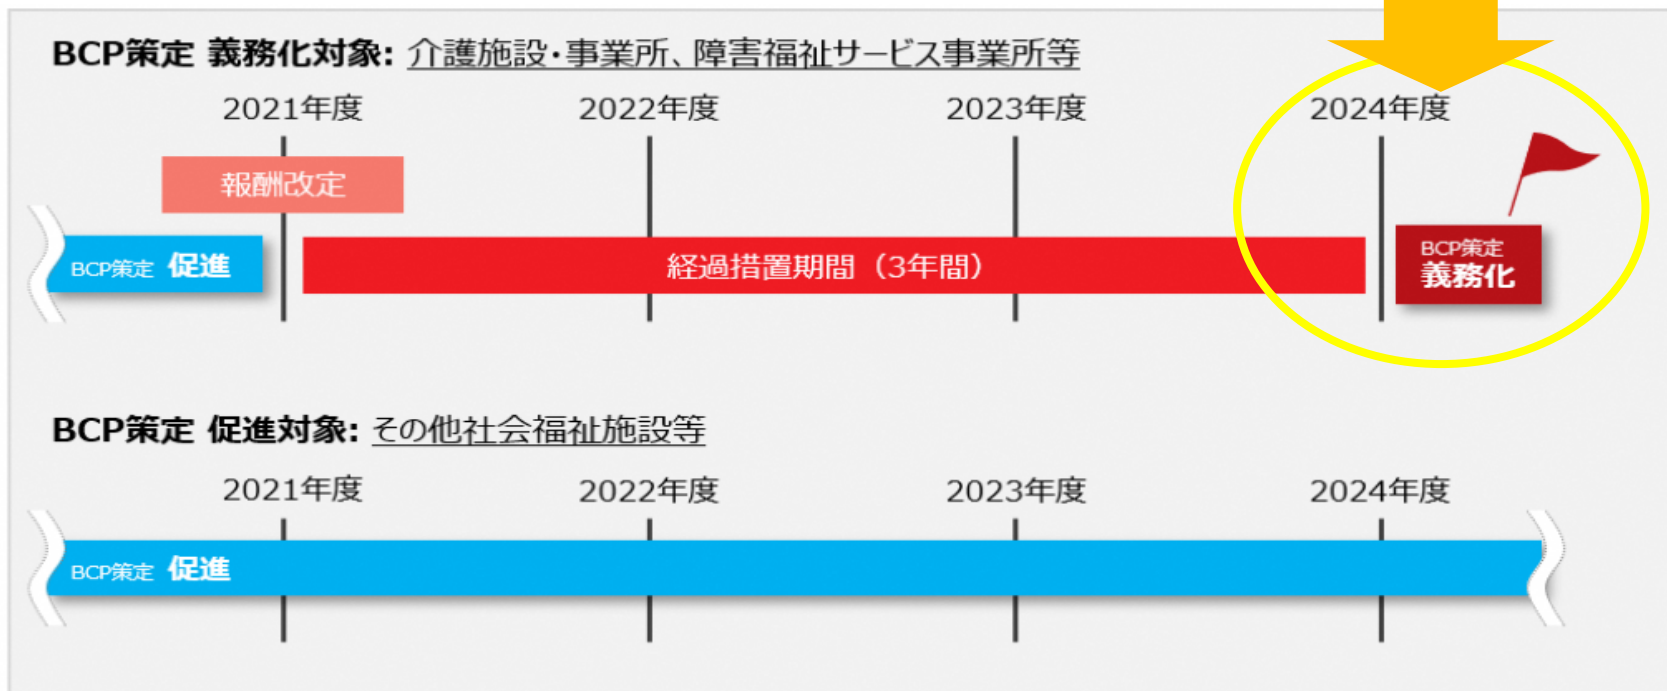 BCP策定 義務化対象: 介護施設・事業所、障害福祉サービス事業所等
2021年度 2022年度 2023年度 2024年度
報酬改定
BCP策定 促進
経過措置期間（3年間）
BCP策定
義務化
BCP策定 促進対象: その他社会福祉施設等
2021年度 2022年度 2023年度 2024年度
BCP策定 促進